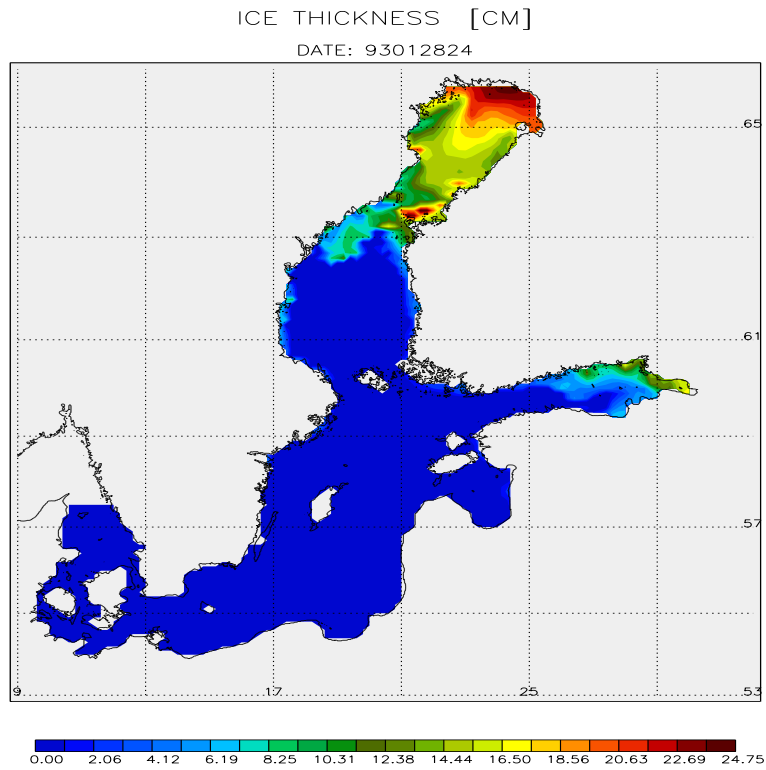 ICE THICKNESS [CM]
DATE: 93012824
65
61
57
9 17 25 53
0.00 2.06 4.12 6.19 8.25 10.31 12.38 14.44 16.50 18.56 20.63 22.69 24.75